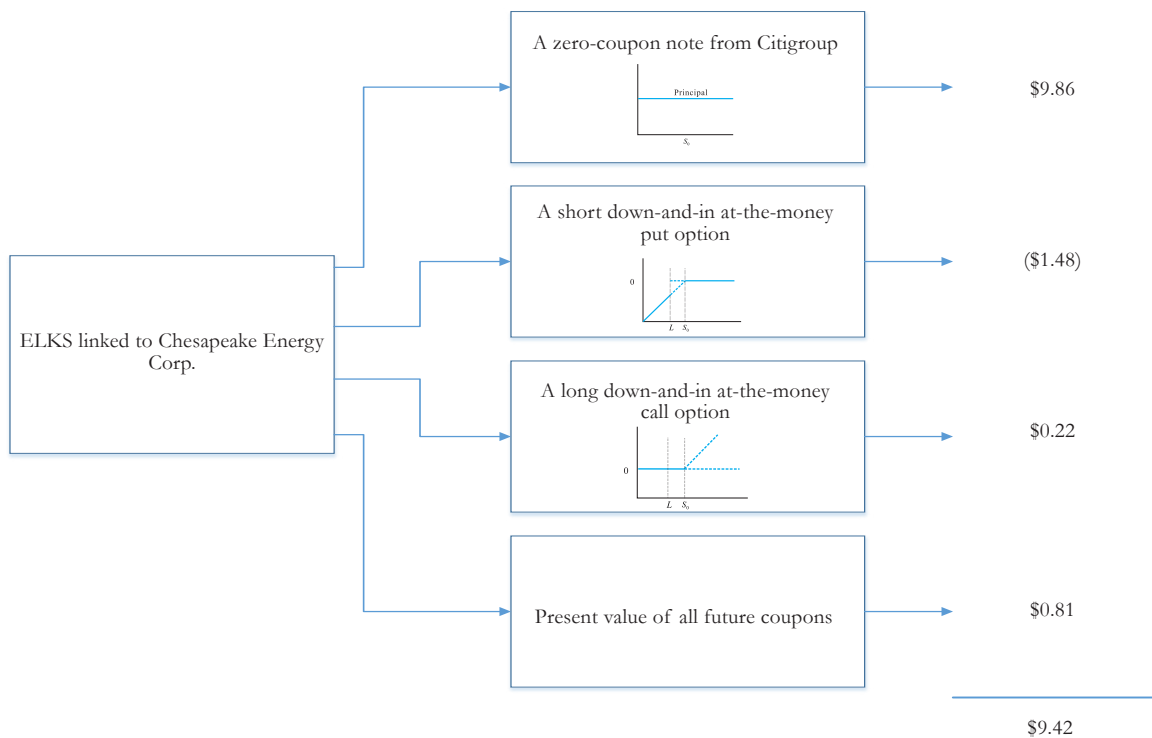 A zero-coupon note from Citigroup
Principal
S₀
$9.86
A short down-and-in at-the-money
put option
0
L
S₀
($1.48)
ELKS linked to Chesapeake Energy
Corp.
A long down-and-in at-the-money
call option
0
L
S₀
$0.22
Present value of all future coupons
$0.81
$9.42